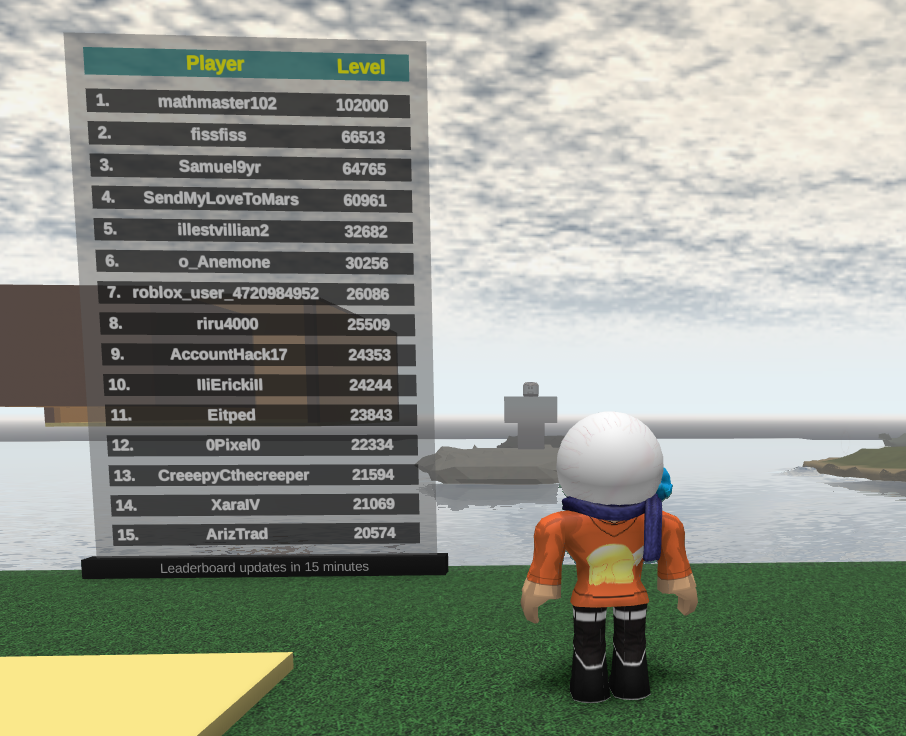 Player Level
1. mathmaster102 102000
2. fissfiss 66513
3. Samuel9yr 64765
4. SendMyLoveToMars 60961
5. illestvillian2 32682
6. o_Anemone 30256
7. roblox_user_4720984952 26086
8. riru4000 25509
9. AccountHack17 24353
10. IliErickill 24244
11. Eitped 23843
12. 0Pixel0 22334
13. CreeepyCthecreeper 21594
14. XaraIV 21069
15. ArizTrad 20574
Leaderboard updates in 15 minutes